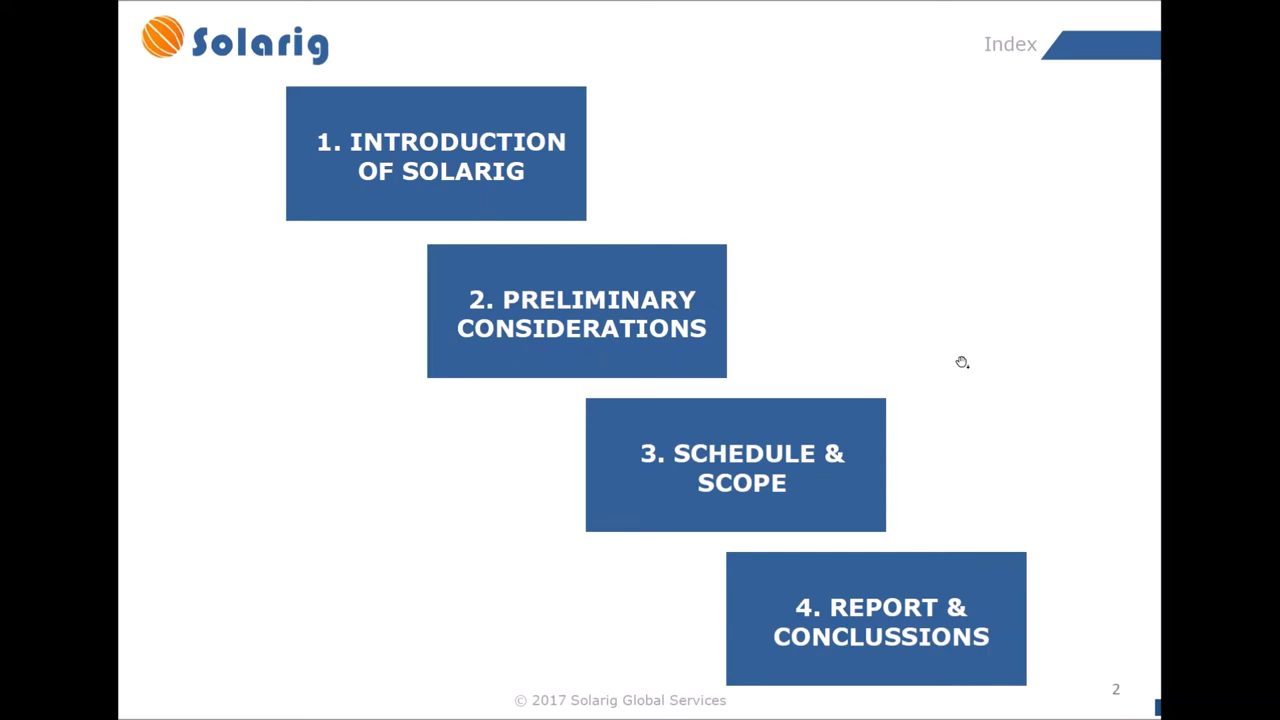 Solarig
Index
1. INTRODUCTION
OF SOLARIG
2. PRELIMINARY
CONSIDERATIONS
3. SCHEDULE &
SCOPE
4. REPORT &
CONCLUSSIONS
© 2017 Solarig Global Services
2